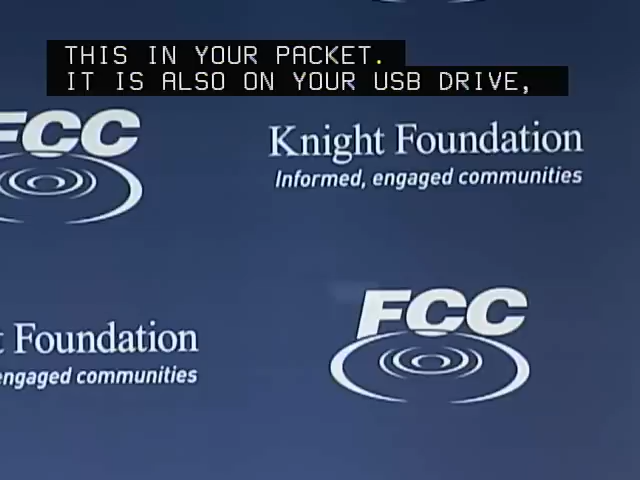 THIS IN YOUR PACKET.
IT IS ALSO ON YOUR USB DRIVE,
FCC
Knight Foundation
Informed, engaged communities
FCC
t Foundation
engaged communities